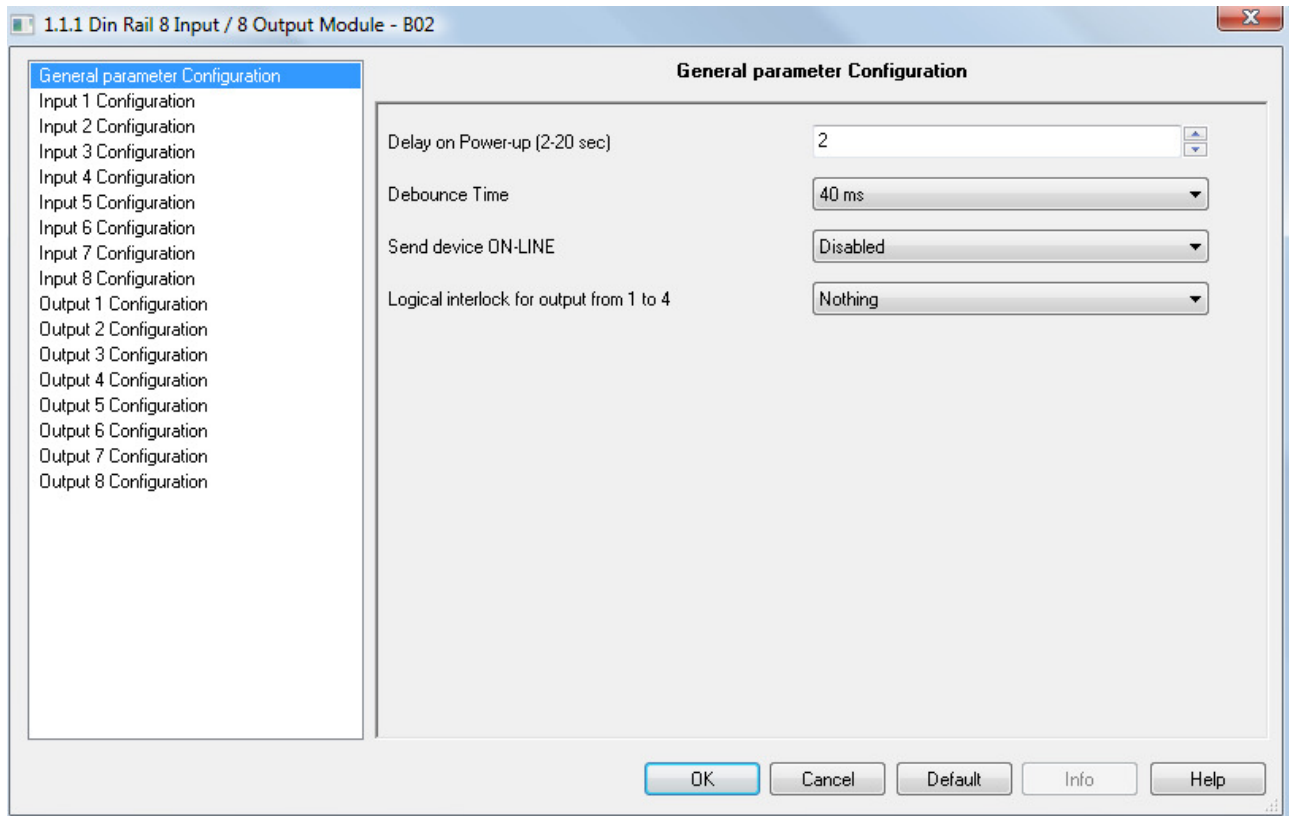 1.1.1 Din Rail 8 Input / 8 Output Module - B02
General parameter Configuration
Input 1 Configuration
Input 2 Configuration
Input 3 Configuration
Input 4 Configuration
Input 5 Configuration
Input 6 Configuration
Input 7 Configuration
Input 8 Configuration
Output 1 Configuration
Output 2 Configuration
Output 3 Configuration
Output 4 Configuration
Output 5 Configuration
Output 6 Configuration
Output 7 Configuration
Output 8 Configuration
General parameter Configuration
Delay on Power-up (2-20 sec) 2
Debounce Time 40 ms
Send device ON-LINE Disabled
Logical interlock for output from 1 to 4 Nothing
OK Cancel Default Info Help